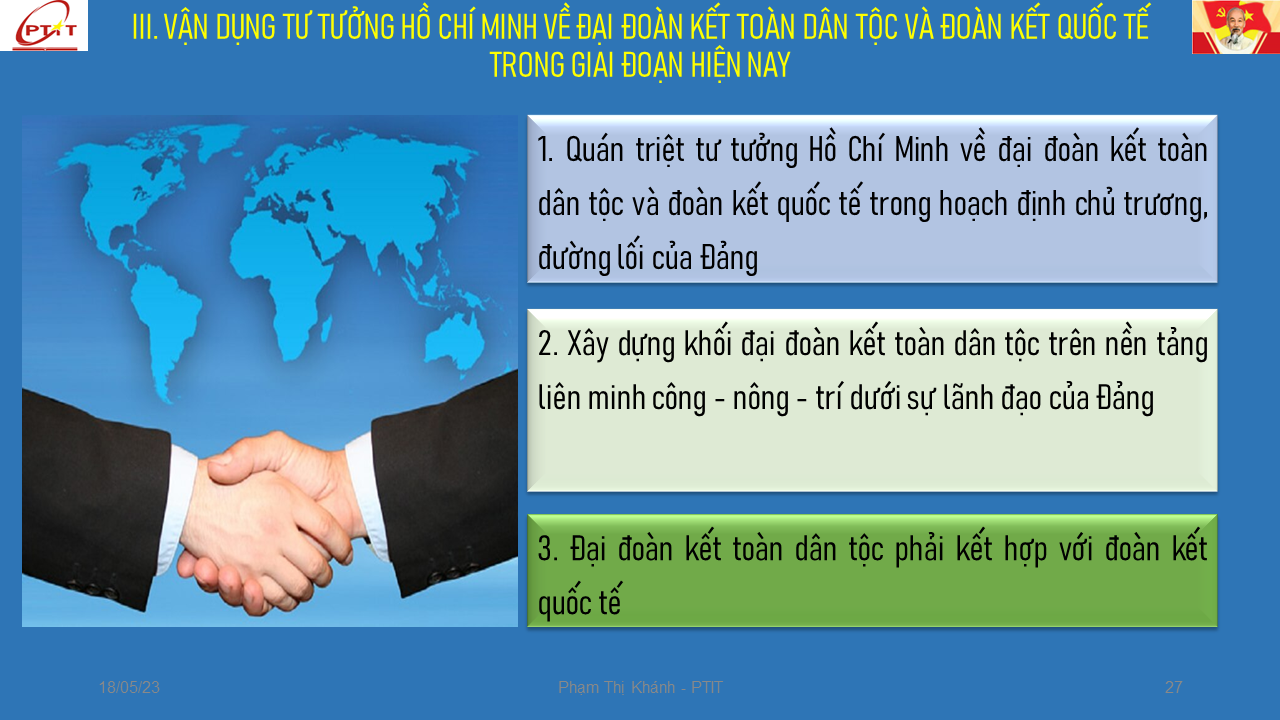 PTIT
III. VẬN DỤNG TƯ TƯỞNG HỒ CHÍ MINH VỀ ĐẠI ĐOÀN KẾT TOÀN DÂN TỘC VÀ ĐOÀN KẾT QUỐC TẾ
TRONG GIAI ĐOẠN HIỆN NAY
1. Quán triệt tư tưởng Hồ Chí Minh về đại đoàn kết toàn
dân tộc và đoàn kết quốc tế trong hoạch định chủ trương,
đường lối của Đảng
2. Xây dựng khối đại đoàn kết toàn dân tộc trên nền tảng
liên minh công - nông - trí dưới sự lãnh đạo của Đảng
3. Đại đoàn kết toàn dân tộc phải kết hợp với đoàn kết
quốc tế
18/05/23
Phạm Thị Khánh - PTIT
27